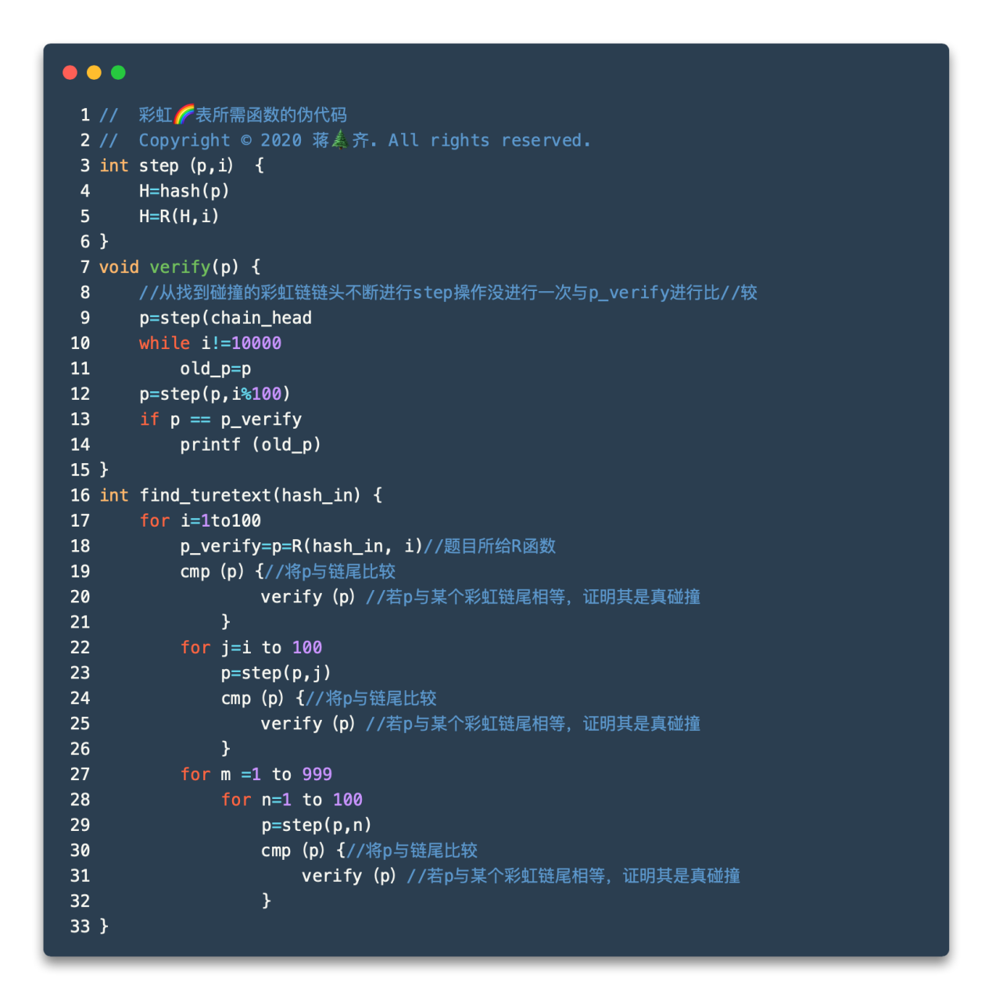 1 //  彩虹🌈表所需函数的伪代码
2 //  Copyright © 2020 蒋🌲齐. All rights reserved.
3 int step (p,i)  {
4     H=hash(p)
5     H=R(H,i)
6 }
7 void verify(p) {
8     //从找到碰撞的彩虹链链头不断进行step操作没进行一次与p_verify进行比//较
9     p=step(chain_head
10     while i!=10000
11         old_p=p
12     p=step(p,i%100)
13     if p == p_verify
14         printf (old_p)
15 }
16 int find_turetext(hash_in) {
17     for i=1to100
18         p_verify=p=R(hash_in, i)//题目所给R函数
19         cmp (p) {//将p与链尾比较
20                 verify (p) //若p与某个彩虹链尾相等，证明其是真碰撞
21             }
22         for j=i to 100
23             p=step(p,j)
24             cmp (p) {//将p与链尾比较
25                 verify (p) //若p与某个彩虹链尾相等，证明其是真碰撞
26             }
27         for m =1 to 999
28             for n=1 to 100
29                 p=step(p,n)
30                 cmp (p) {//将p与链尾比较
31                     verify (p) //若p与某个彩虹链尾相等，证明其是真碰撞
32                 }
33 }